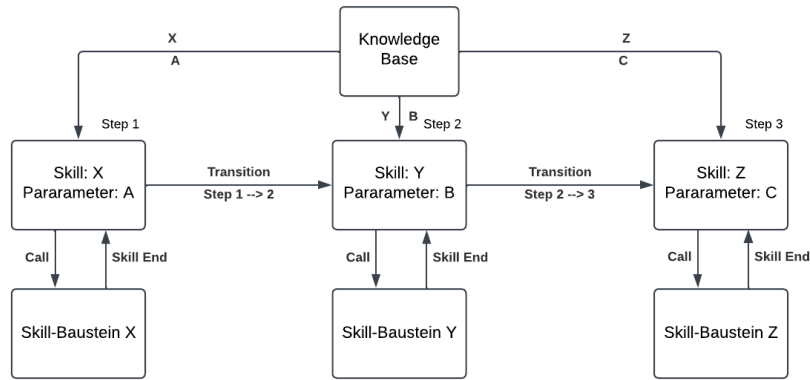 Knowledge
Base
X
A
Z
C
Y B
Step 1
Step 2
Step 3
Skill: X
Pararameter: A
Transition
Step 1 --> 2
Skill: Y
Pararameter: B
Transition
Step 2 --> 3
Skill: Z
Pararameter: C
Call
Skill End
Call
Skill End
Call
Skill End
Skill-Baustein X
Skill-Baustein Y
Skill-Baustein Z